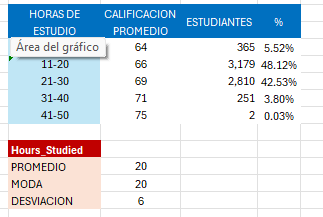 HORAS DE ESTUDIO CALIFICACION PROMEDIO ESTUDIANTES %
Área del gráfico 64 365 5.52%
11-20 66 3,179 48.12%
21-30 69 2,810 42.53%
31-40 71 251 3.80%
41-50 75 2 0.03%
Hours_Studied
PROMEDIO 20
MODA 20
DESVIACION 6